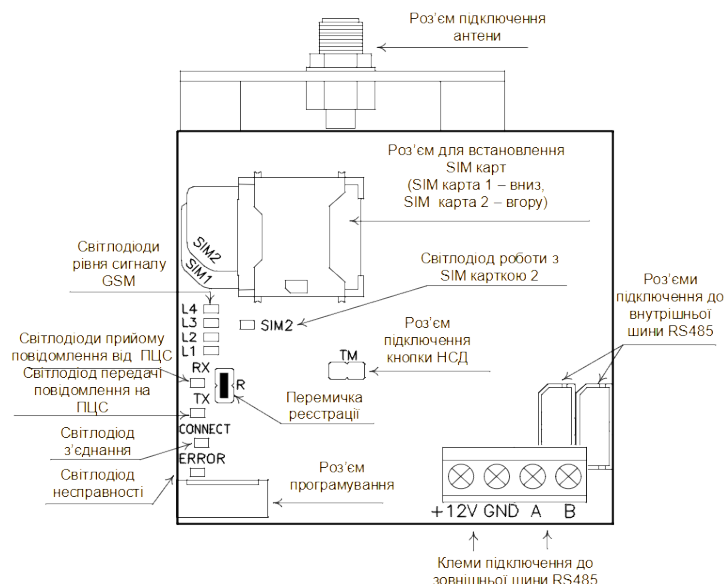 Роз'єм підключення
антени
Роз'єм для встановлення
SIM карт
(SIM карта 1 – вниз,
SIM карта 2 – вгору)
SIM2
SIM1
Світлодіоди
рівня сигналу
GSM
Світлодіод роботи з
SIM карткою 2
Роз'єми
підключення до
внутрішньої
шини RS485
L4
L3
L2
L1
SIM2
Роз'єм
підключення
кнопки НСД
TM
Світлодіоди прийому
повідомлення від ПЦС
RX
Світлодіод передачі
повідомлення на
ПЦС
TX
R
Перемичка
реєстрації
CONNECT
Світлодіод
з'єднання
ERROR
Світлодіод
несправності
Роз'єм
програмування
+12V GND A B
Клеми підключення до
зовнішньої шини RS485